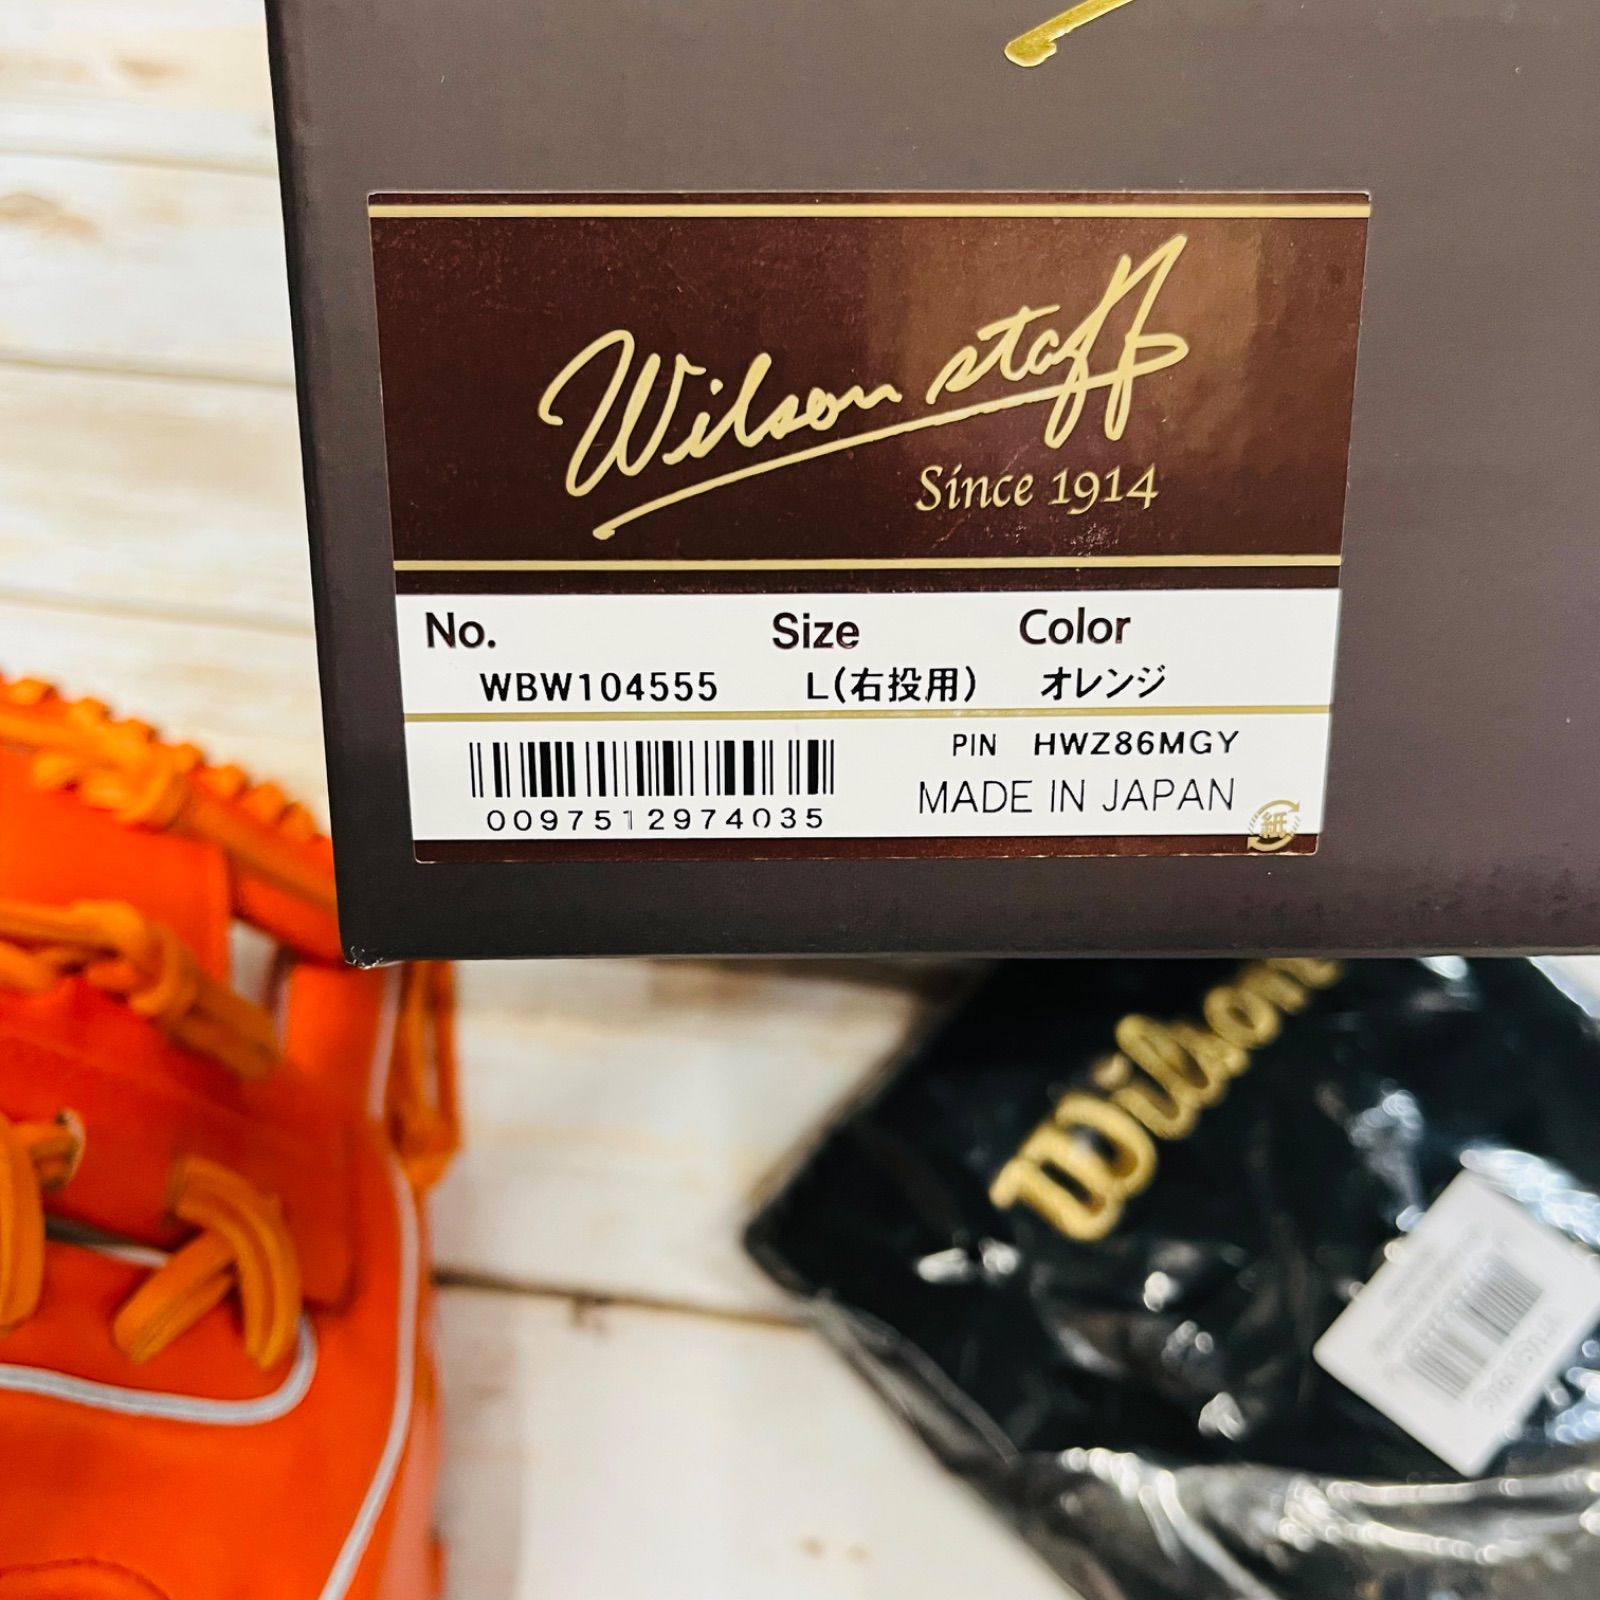 Wilson staff
Since 1914
No. Size Color
WBW104555 L(右投用) オレンジ
PIN HWZ86MGY
MADE IN JAPAN
0097512974035
紙
Wilson